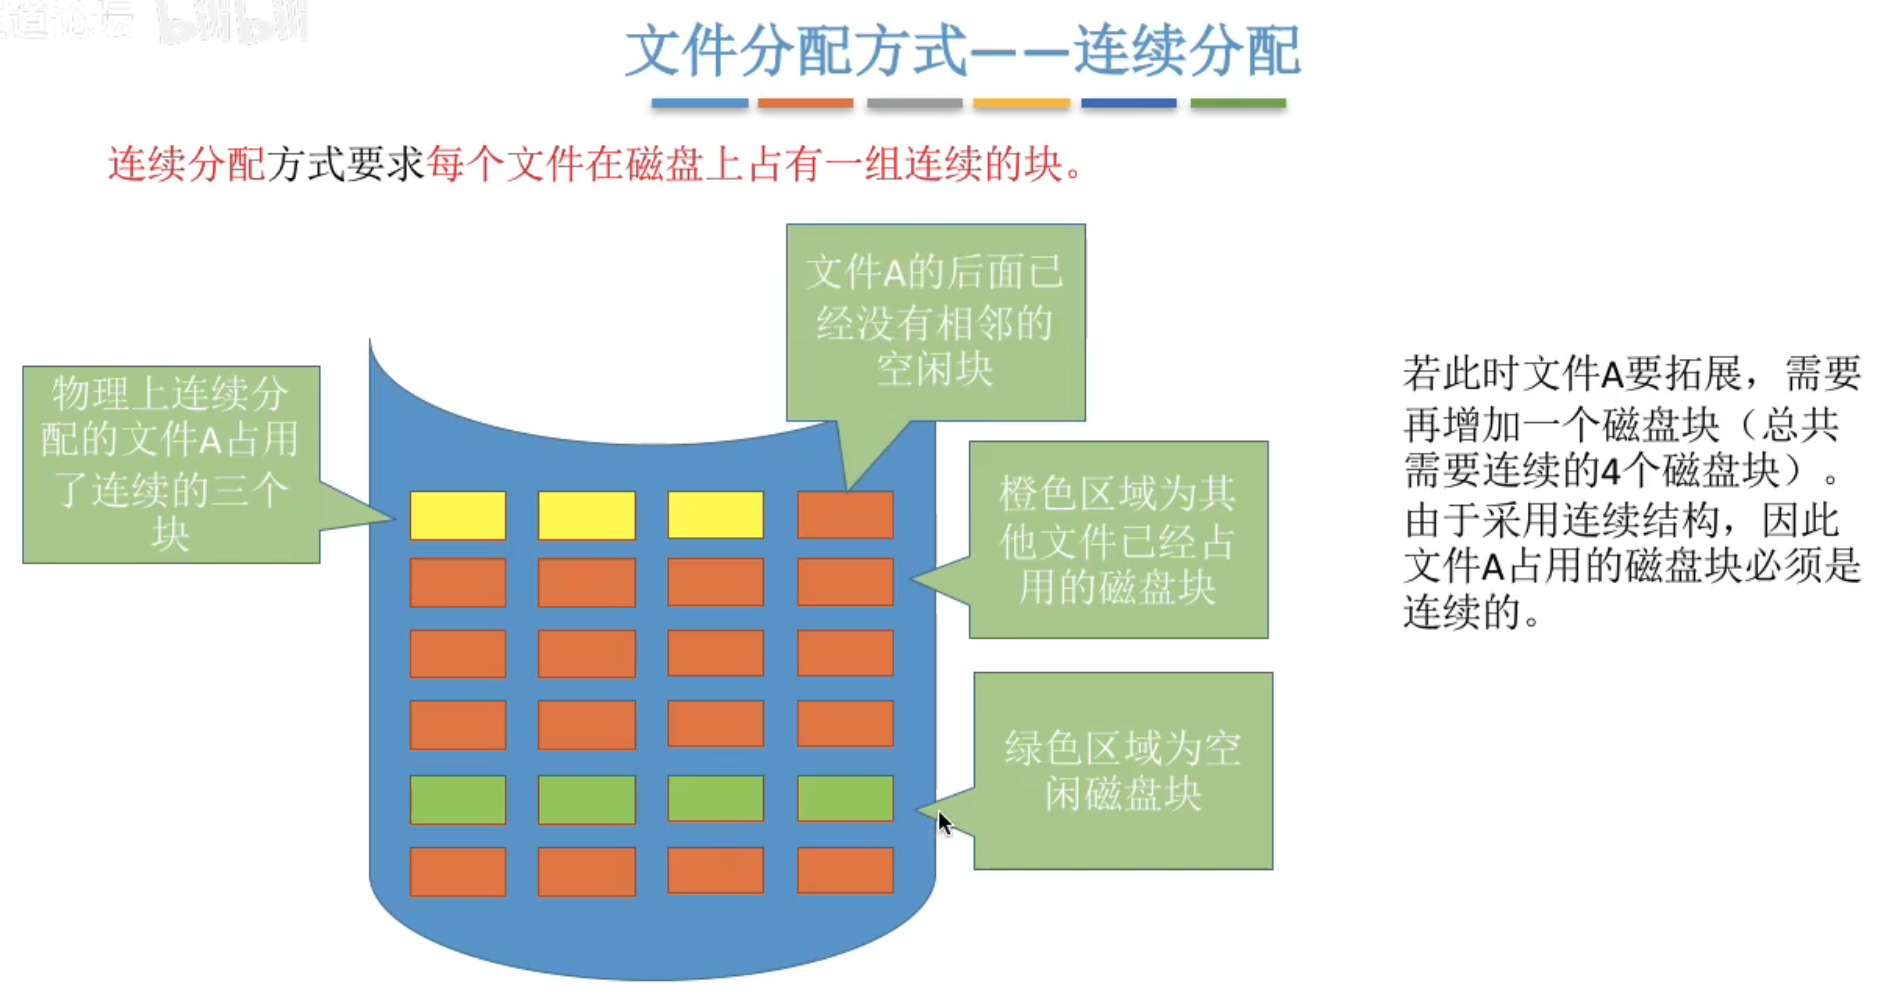 道论坛 bilibili
文件分配方式——连续分配
连续分配方式要求每个文件在磁盘上占有一组连续的块。
文件A的后面已
经没有相邻的
空闲块
物理上连续分
配的文件A占用
了连续的三个
块
橙色区域为其
他文件已经占
用的磁盘块
绿色区域为空
闲磁盘块
若此时文件A要拓展，需要
再增加一个磁盘块（总共
需要连续的4个磁盘块）。
由于采用连续结构，因此
文件A占用的磁盘块必须是
连续的。